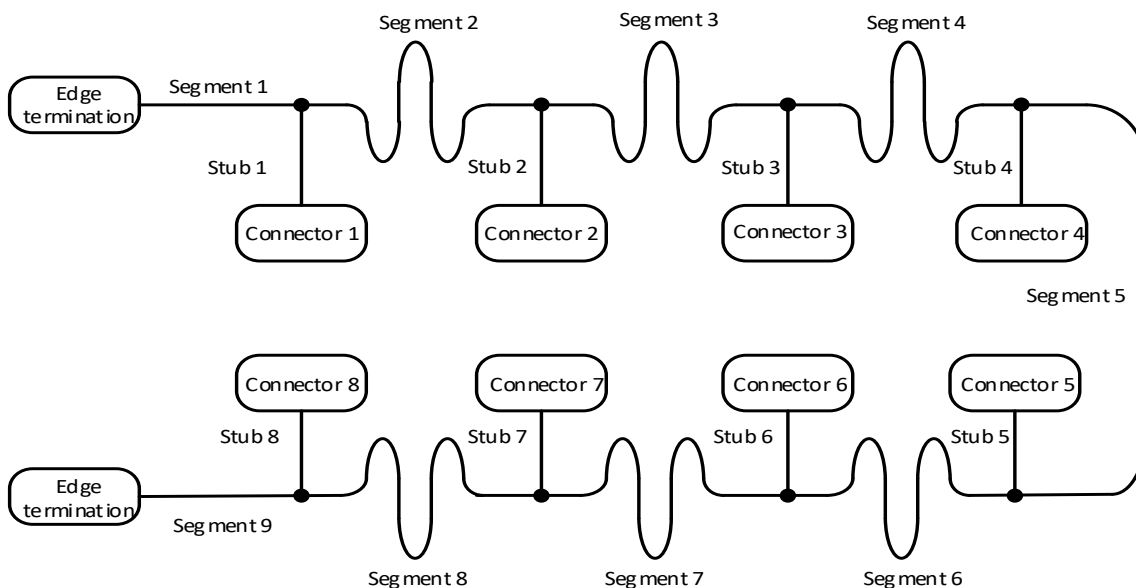 Segment 2
Segment 3
Segment 4
Edge
termination
Segment 1
Stub 1
Stub 2
Stub 3
Stub 4
Connector 1
Connector 2
Connector 3
Connector 4
Segment 5
Connector 8
Connector 7
Connector 6
Connector 5
Stub 8
Stub 7
Stub 6
Stub 5
Edge
termination
Segment 9
Segment 8
Segment 7
Segment 6